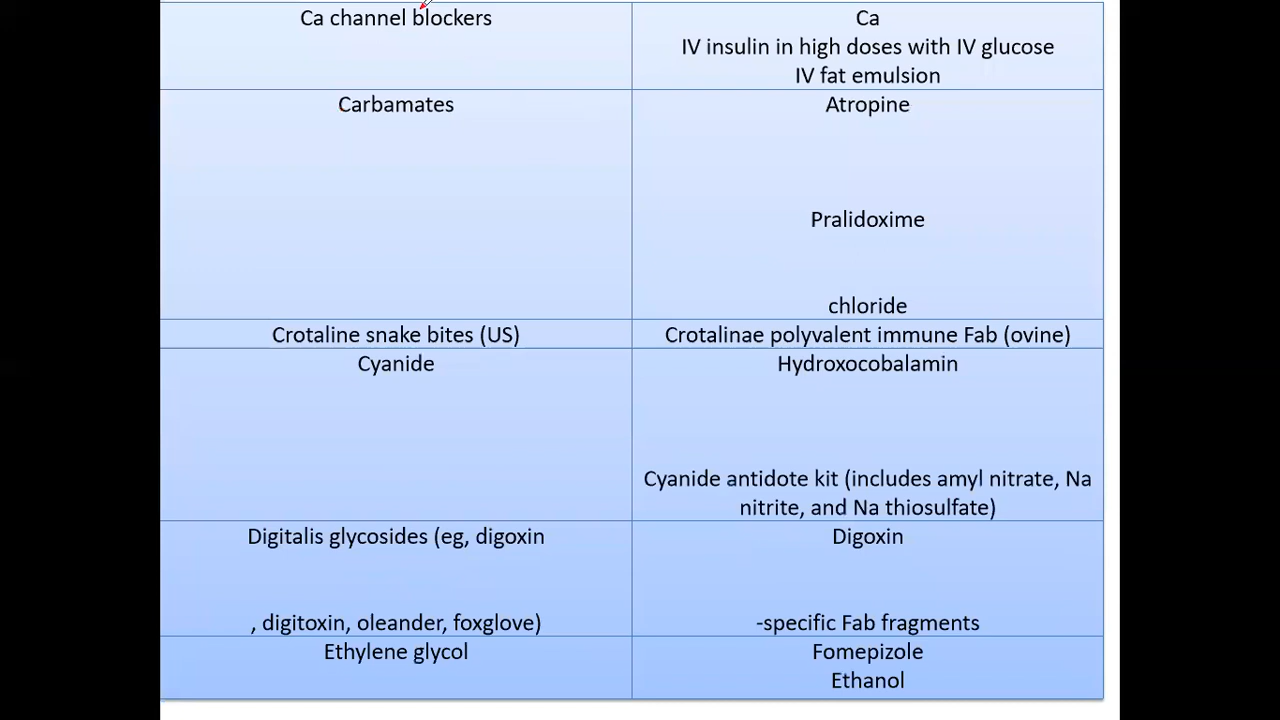 Ca channel blockers
Ca
IV insulin in high doses with IV glucose
IV fat emulsion
Carbamates
Atropine
Pralidoxime
chloride
Crotaline snake bites (US)
Crotalinae polyvalent immune Fab (ovine)
Cyanide
Hydroxocobalamin
Cyanide antidote kit (includes amyl nitrate, Na
nitrite, and Na thiosulfate)
Digitalis glycosides (eg, digoxin
, digitoxin, oleander, foxglove)
Digoxin
-specific Fab fragments
Ethylene glycol
Fomepizole
Ethanol